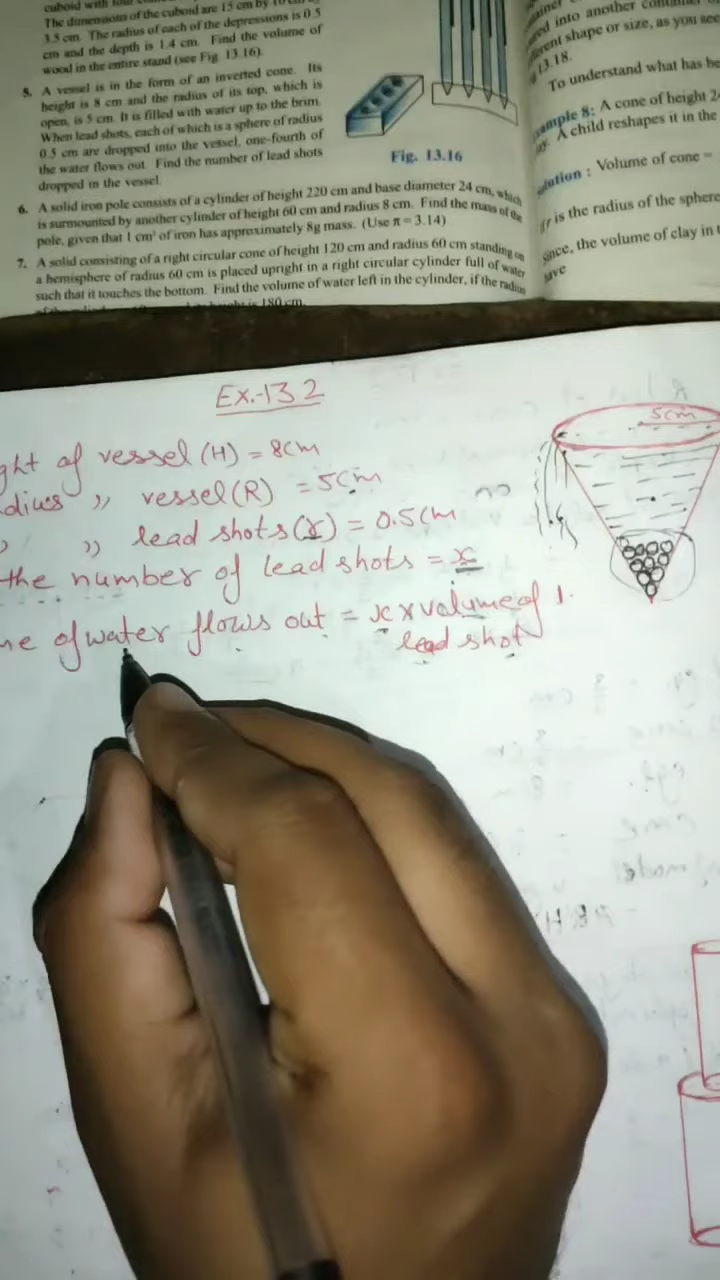 cuboid with four
The dimensions of the cuboid are 15 cm by 10 cm
3.5 cm. The radius of each of the depressions is 0.5
cm and the depth is 1.4 cm. Find the volume of
wood in the entire stand (see Fig. 13.16).
5. A vessel is in the form of an inverted cone. Its
height is 8 cm and the radius of its top, which is
open, is 5 cm. It is filled with water up to the brim.
When lead shots, each of which is a sphere of radius
0.5 cm are dropped into the vessel, one-fourth of
the water flows out. Find the number of lead shots
dropped in the vessel.
Fig. 13.16
6. A solid iron pole consists of a cylinder of height 220 cm and base diameter 24 cm, which
is surmounted by another cylinder of height 60 cm and radius 8 cm. Find the mass of the
pole, given that 1 cm³ of iron has approximately 8g mass. (Use π = 3.14)
7. A solid consisting of a right circular cone of height 120 cm and radius 60 cm standing on
a hemisphere of radius 60 cm is placed upright in a right circular cylinder full of water
such that it touches the bottom. Find the volume of water left in the cylinder, if the radius
height is 180 cm.
into another container
shape or size, as you see
13.18.
To understand what has be
Example 8: A cone of height 2
A child reshapes it in the
Solution : Volume of cone =
r is the radius of the sphere
Since, the volume of clay in
Ex.-13.2
ght of vessel (H) = 8cm
dius ,, vessel (R) = 5cm
,, lead shots (r) = 0.5cm
the number of lead shots = x
me of water flows out = x x volume of 1
lead shot
5cm